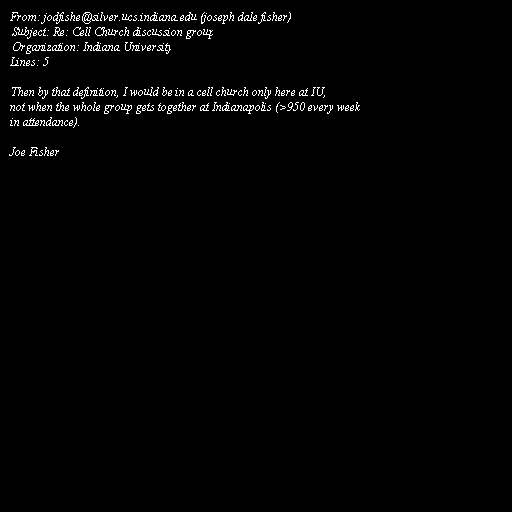 From: jodfishe@silver.ucs.indiana.edu (joseph dale fisher)
Subject: Re: Cell Church discussion group
Organization: Indiana University
Lines: 5
Then by that definition, I would be in a cell church only here at IU,
not when the whole group gets together at Indianapolis (>950 every week
in attendance).
Joe Fisher